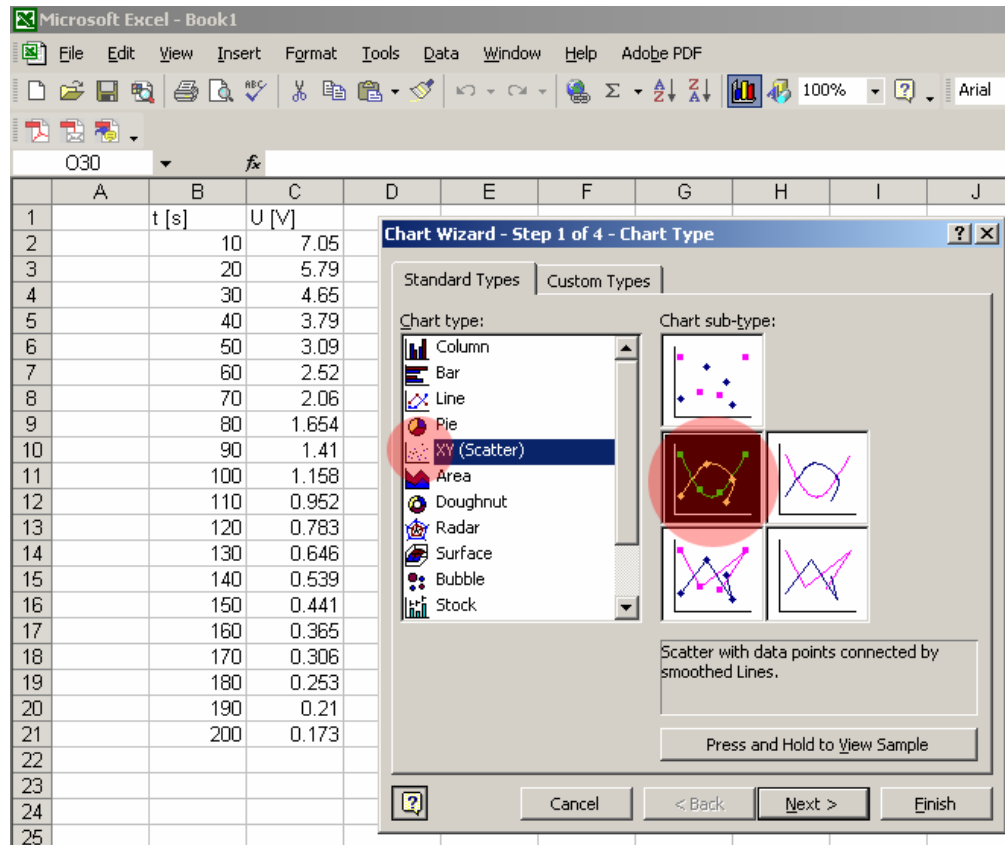 Microsoft Excel - Book1
File Edit View Insert Format Tools Data Window Help Adobe PDF
ABC Σ A Z Z A 100% ? Arial
O30 fx
A B C D E F G H I J
1 t [s] U [V]
2 10 7.05
3 20 5.79
4 30 4.65
5 40 3.79
6 50 3.09
7 60 2.52
8 70 2.06
9 80 1.654
10 90 1.41
11 100 1.158
12 110 0.952
13 120 0.783
14 130 0.646
15 140 0.539
16 150 0.441
17 160 0.365
18 170 0.306
19 180 0.253
20 190 0.21
21 200 0.173
22
23
24
25
Chart Wizard - Step 1 of 4 - Chart Type
Standard Types Custom Types
Chart type:
Column
Bar
Line
Pie
XY (Scatter)
Area
Doughnut
Radar
Surface
Bubble
Stock
Chart sub-type:
Scatter with data points connected by
smoothed Lines.
Press and Hold to View Sample
? Cancel < Back Next > Finish